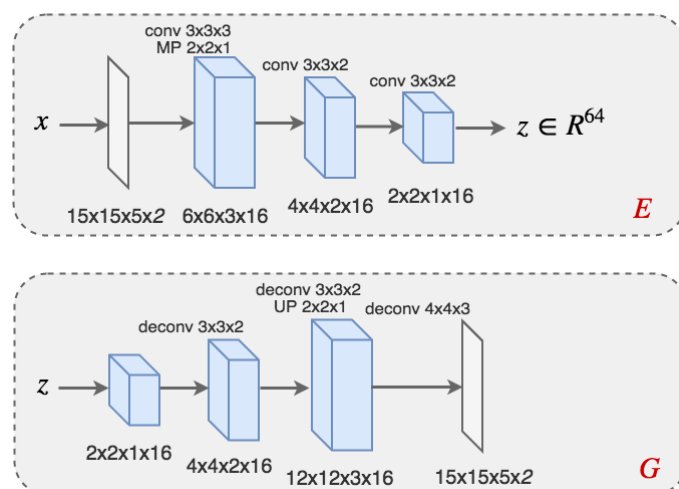 conv 3x3x3
MP 2x2x1
conv 3x3x2
conv 3x3x2
x
z ∈ R^64
15x15x5x2
6x6x3x16
4x4x2x16
2x2x1x16
E
deconv 3x3x2
UP 2x2x1
deconv 4x4x3
deconv 3x3x2
z
2x2x1x16
4x4x2x16
12x12x3x16
15x15x5x2
G